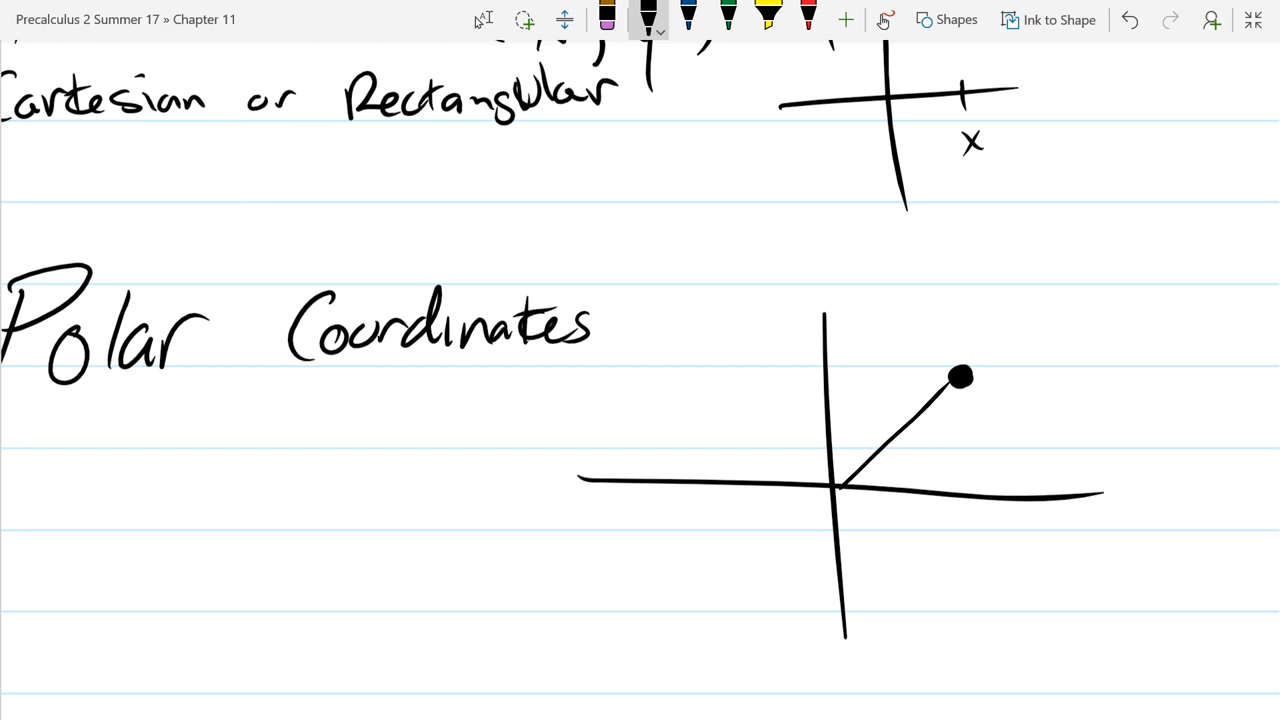 Precalculus 2 Summer 17 » Chapter 11
Shapes
Ink to Shape
Cartesian or Rectangular
x
Polar Coordinates